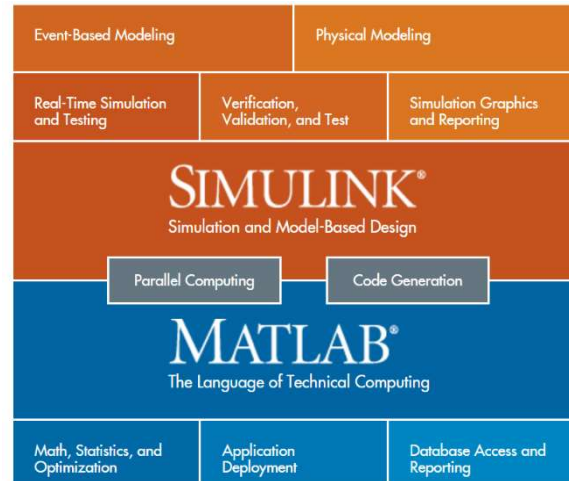 Event-Based Modeling
Physical Modeling
Real-Time Simulation
and Testing
Verification,
Validation, and Test
Simulation Graphics
and Reporting
SIMULINK®
Simulation and Model-Based Design
Parallel Computing
Code Generation
MATLAB®
The Language of Technical Computing
Math, Statistics, and
Optimization
Application
Deployment
Database Access and
Reporting